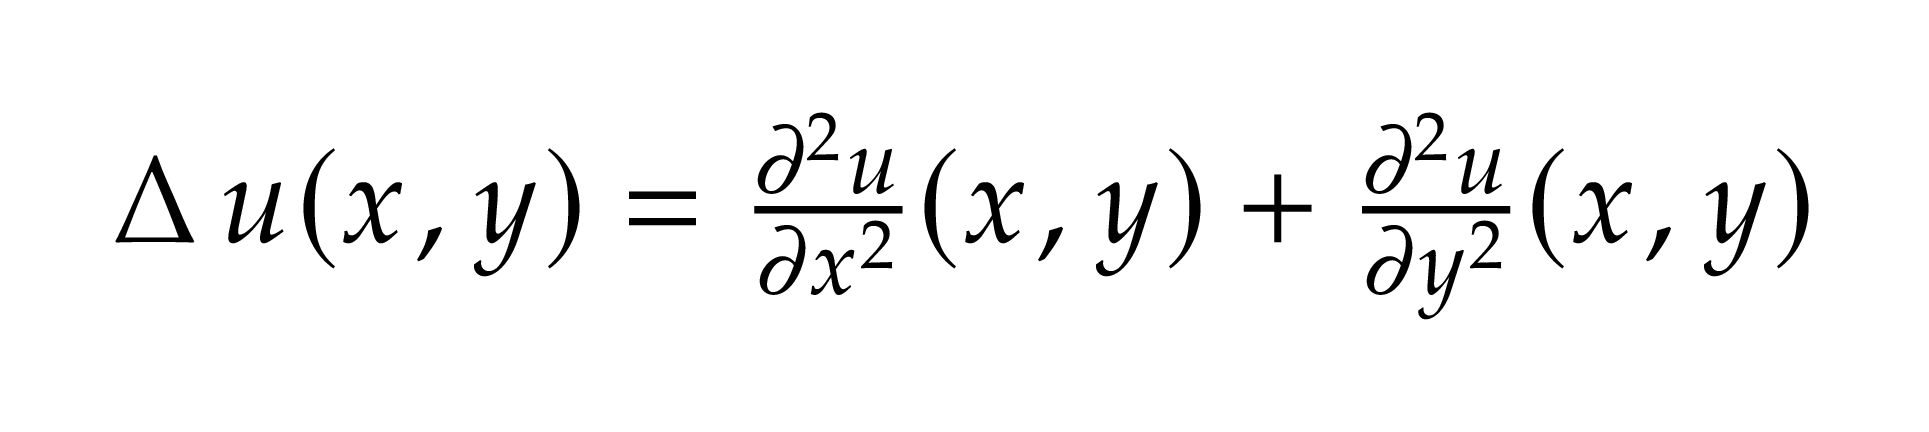 Δ u(x, y) = ∂²u/∂x² (x, y) + ∂²u/∂y² (x, y)